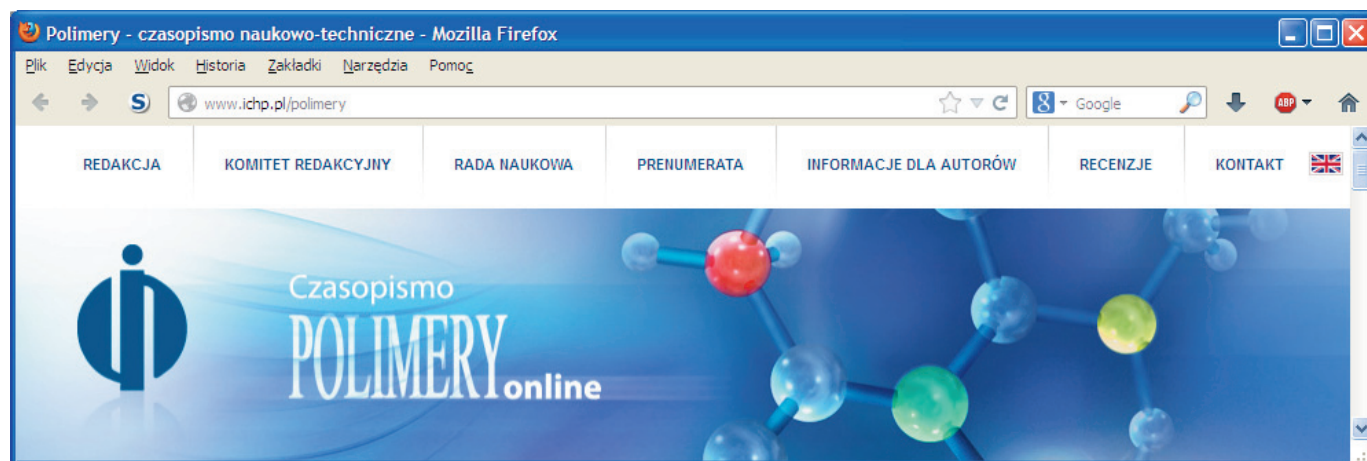 Polimery - czasopismo naukowo-techniczne - Mozilla Firefox
Plik Edycja Widok Historia Zakładki Narzędzia Pomoc
S www.ichp.pl/polimery 8 Google ABP
REDAKCJA KOMITET REDAKCYJNY RADA NAUKOWA PRENUMERATA INFORMACJE DLA AUTORÓW RECENZJE KONTAKT
Czasopismo
POLIMERY online